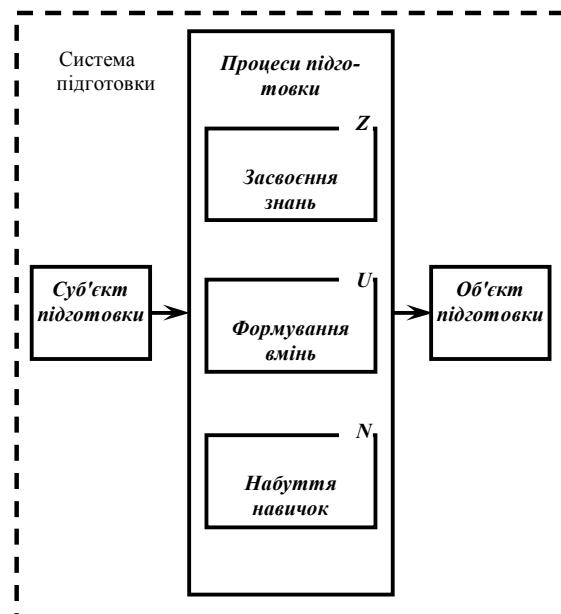 Система
підготовки
Процеси підго-
товки
Z
Засвоєння
знань
Суб'єкт
підготовки
U
Формування
вмінь
Об'єкт
підготовки
N
Набуття
навичок